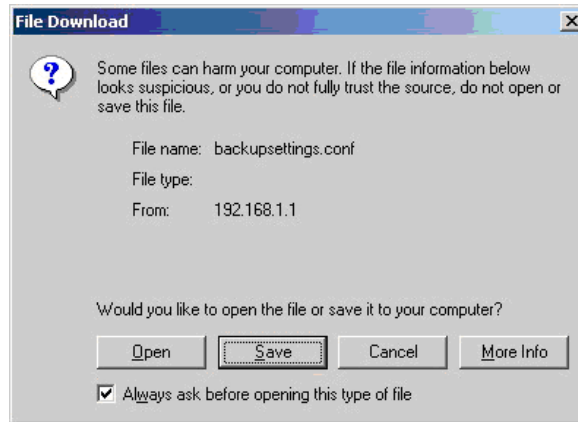 File Download
Some files can harm your computer. If the file information below
looks suspicious, or you do not fully trust the source, do not open or
save this file.
File name: backupsettings.conf
File type:
From: 192.168.1.1
Would you like to open the file or save it to your computer?
Open Save Cancel More Info
Always ask before opening this type of file